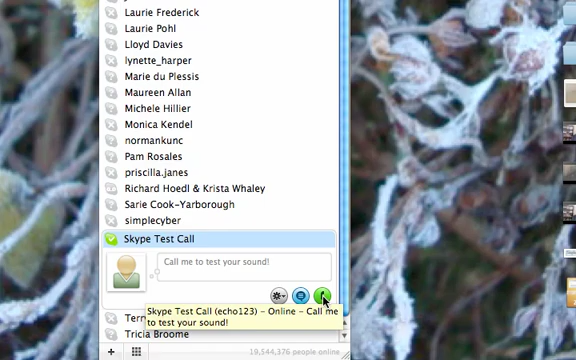 Laurie Frederick
Laurie Pohl
Lloyd Davies
lynette_harper
Marie du Plessis
Maureen Allan
Michele Hillier
Monica Kendel
normankunc
Pam Rosales
priscilla.janes
Richard Hoedl & Krista Whaley
Sarie Cook-Yarborough
simplecyber
Skype Test Call
Call me to test your sound!
Skype Test Call (echo123) - Online - Call me
to test your sound!
Tricia Broome
19,544,376 people online